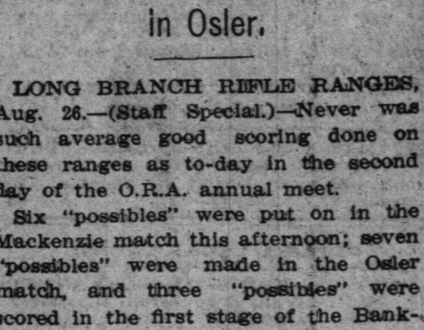 in Osler.
LONG BRANCH RIFLE RANGES,
Aug. 26.—(Staff Special.)—Never was
such average good scoring done on
these ranges as to-day in the second
day of the O.R.A. annual meet.
Six "possibles" were put on in the
Mackenzie match this afternoon; seven
"possibles" were made in the Osler
match, and three "possibles" were
scored in the first stage of the Bank-